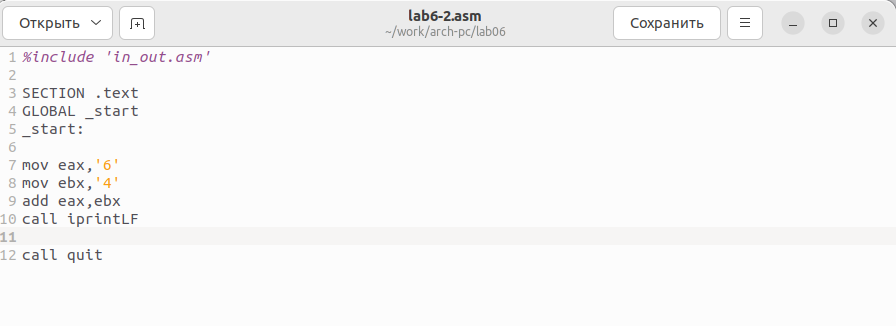 Открыть
lab6-2.asm
~/work/arch-pc/lab06
Сохранить
1 %include 'in_out.asm'
2
3 SECTION .text
4 GLOBAL _start
5 _start:
6
7 mov eax,'6'
8 mov ebx,'4'
9 add eax,ebx
10 call iprintLF
11
12 call quit